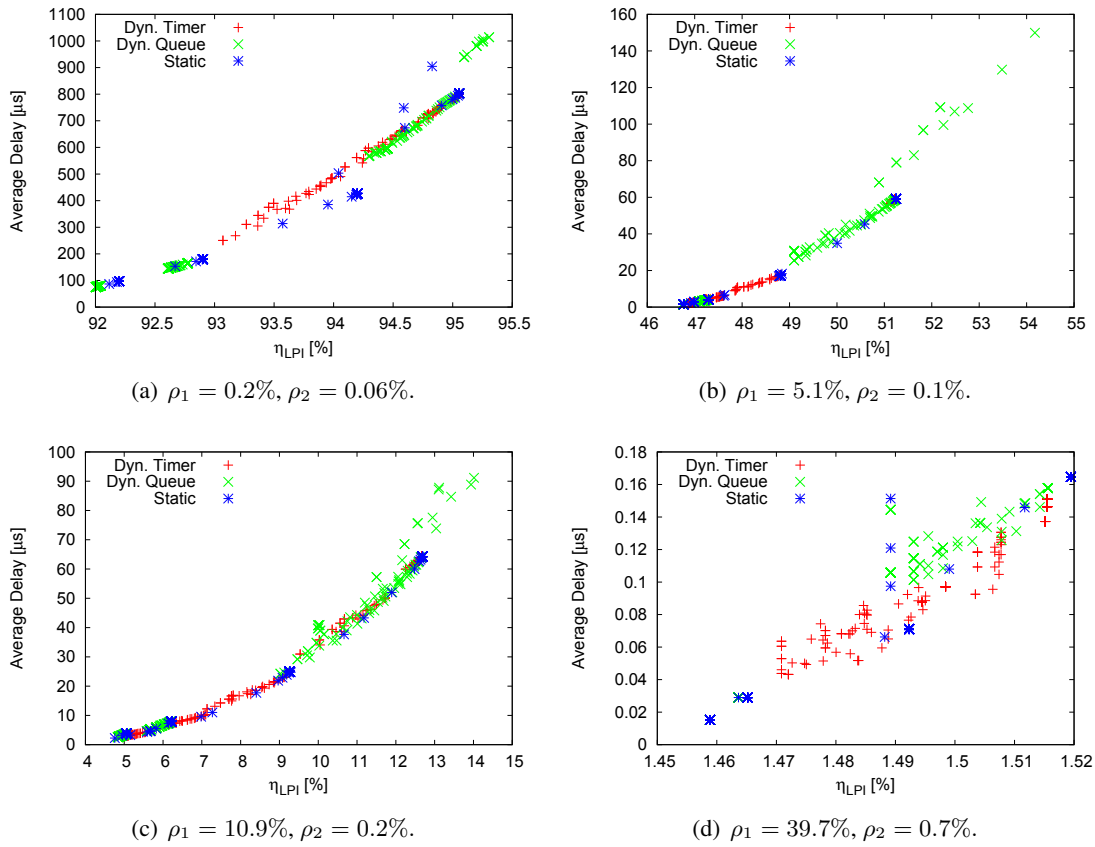 Dyn. Timer
Dyn. Queue
Static
1100
1000
900
800
700
600
500
400
300
200
100
0
92 92.5 93 93.5 94 94.5 95 95.5
Average Delay [µs]
η_LPI [%]
(a) ρ₁ = 0.2%, ρ₂ = 0.06%.
Dyn. Timer
Dyn. Queue
Static
160
140
120
100
80
60
40
20
0
46 47 48 49 50 51 52 53 54 55
Average Delay [µs]
η_LPI [%]
(b) ρ₁ = 5.1%, ρ₂ = 0.1%.
Dyn. Timer
Dyn. Queue
Static
100
90
80
70
60
50
40
30
20
10
0
4 5 6 7 8 9 10 11 12 13 14 15
Average Delay [µs]
η_LPI [%]
(c) ρ₁ = 10.9%, ρ₂ = 0.2%.
Dyn. Timer
Dyn. Queue
Static
0.18
0.16
0.14
0.12
0.1
0.08
0.06
0.04
0.02
0
1.45 1.46 1.47 1.48 1.49 1.5 1.51 1.52
Average Delay [µs]
η_LPI [%]
(d) ρ₁ = 39.7%, ρ₂ = 0.7%.